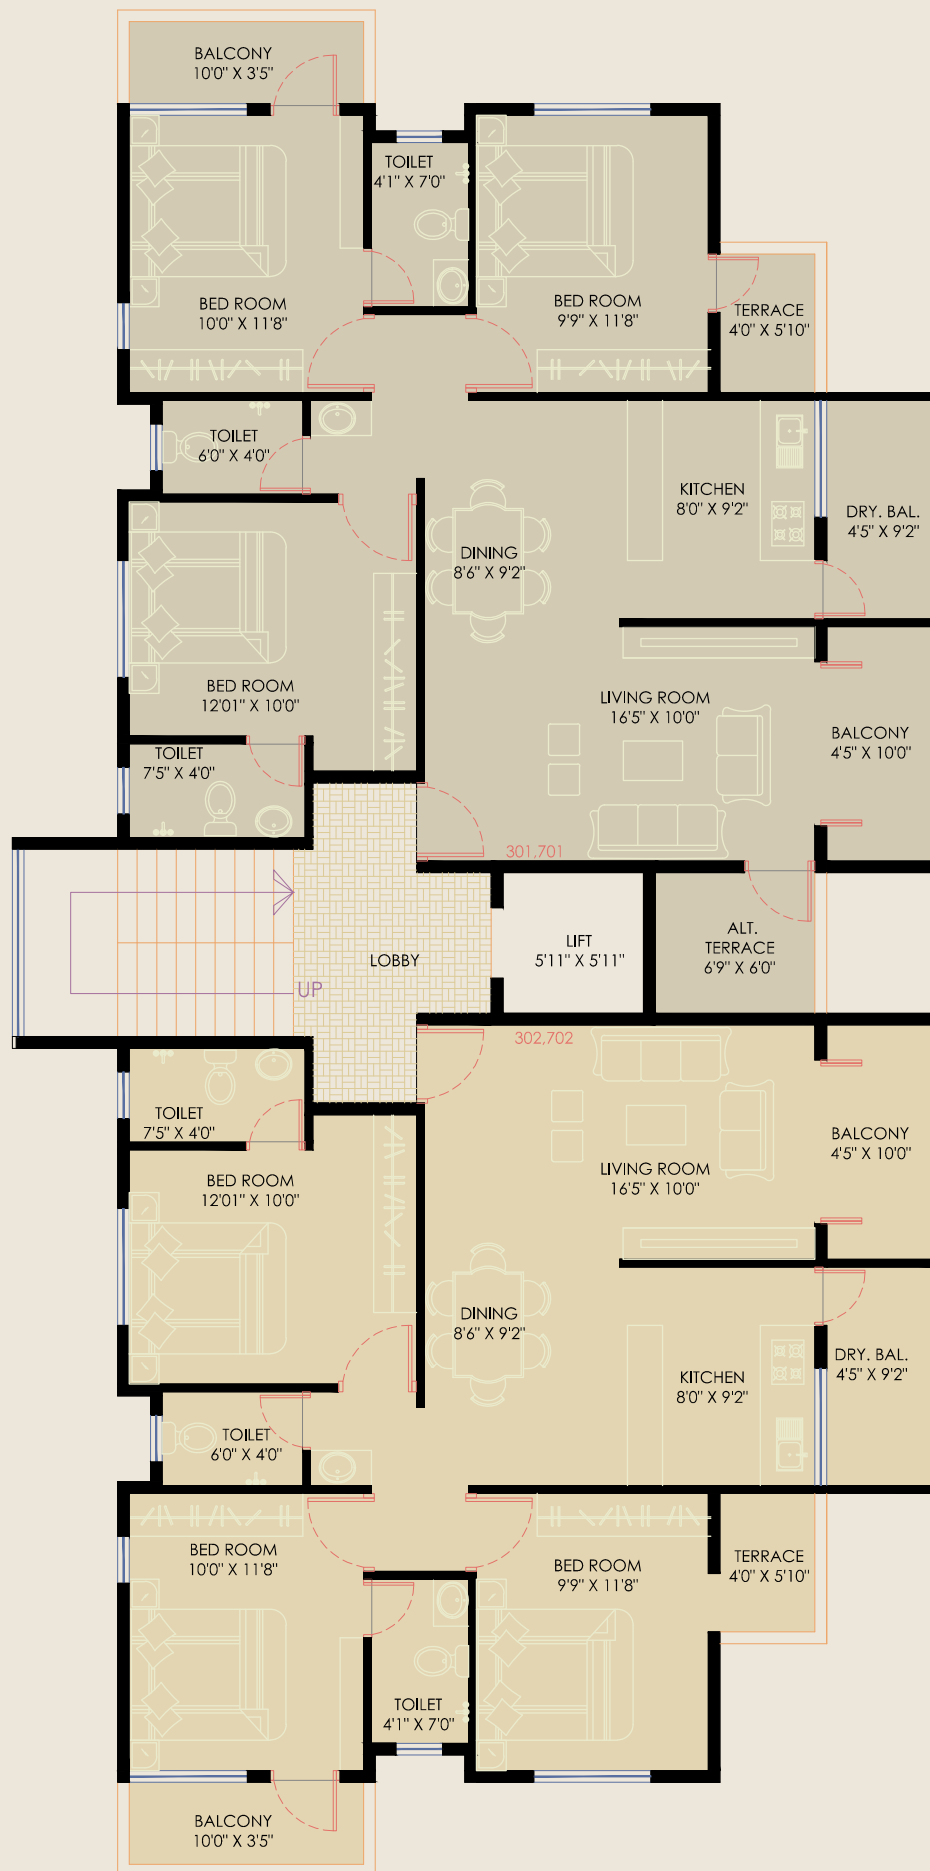 BALCONY
10'0" X 3'5"
TOILET
4'1" X 7'0"
BED ROOM
10'0" X 11'8"
BED ROOM
9'9" X 11'8"
TERRACE
4'0" X 5'10"
TOILET
6'0" X 4'0"
KITCHEN
8'0" X 9'2"
DRY. BAL.
4'5" X 9'2"
DINING
8'6" X 9'2"
BED ROOM
12'01" X 10'0"
LIVING ROOM
16'5" X 10'0"
BALCONY
4'5" X 10'0"
TOILET
7'5" X 4'0"
301,701
ALT.
TERRACE
6'9" X 6'0"
LIFT
5'11" X 5'11"
LOBBY
UP
302,702
TOILET
7'5" X 4'0"
BALCONY
4'5" X 10'0"
BED ROOM
12'01" X 10'0"
LIVING ROOM
16'5" X 10'0"
DINING
8'6" X 9'2"
DRY. BAL.
4'5" X 9'2"
KITCHEN
8'0" X 9'2"
TOILET
6'0" X 4'0"
BED ROOM
10'0" X 11'8"
BED ROOM
9'9" X 11'8"
TERRACE
4'0" X 5'10"
TOILET
4'1" X 7'0"
BALCONY
10'0" X 3'5"